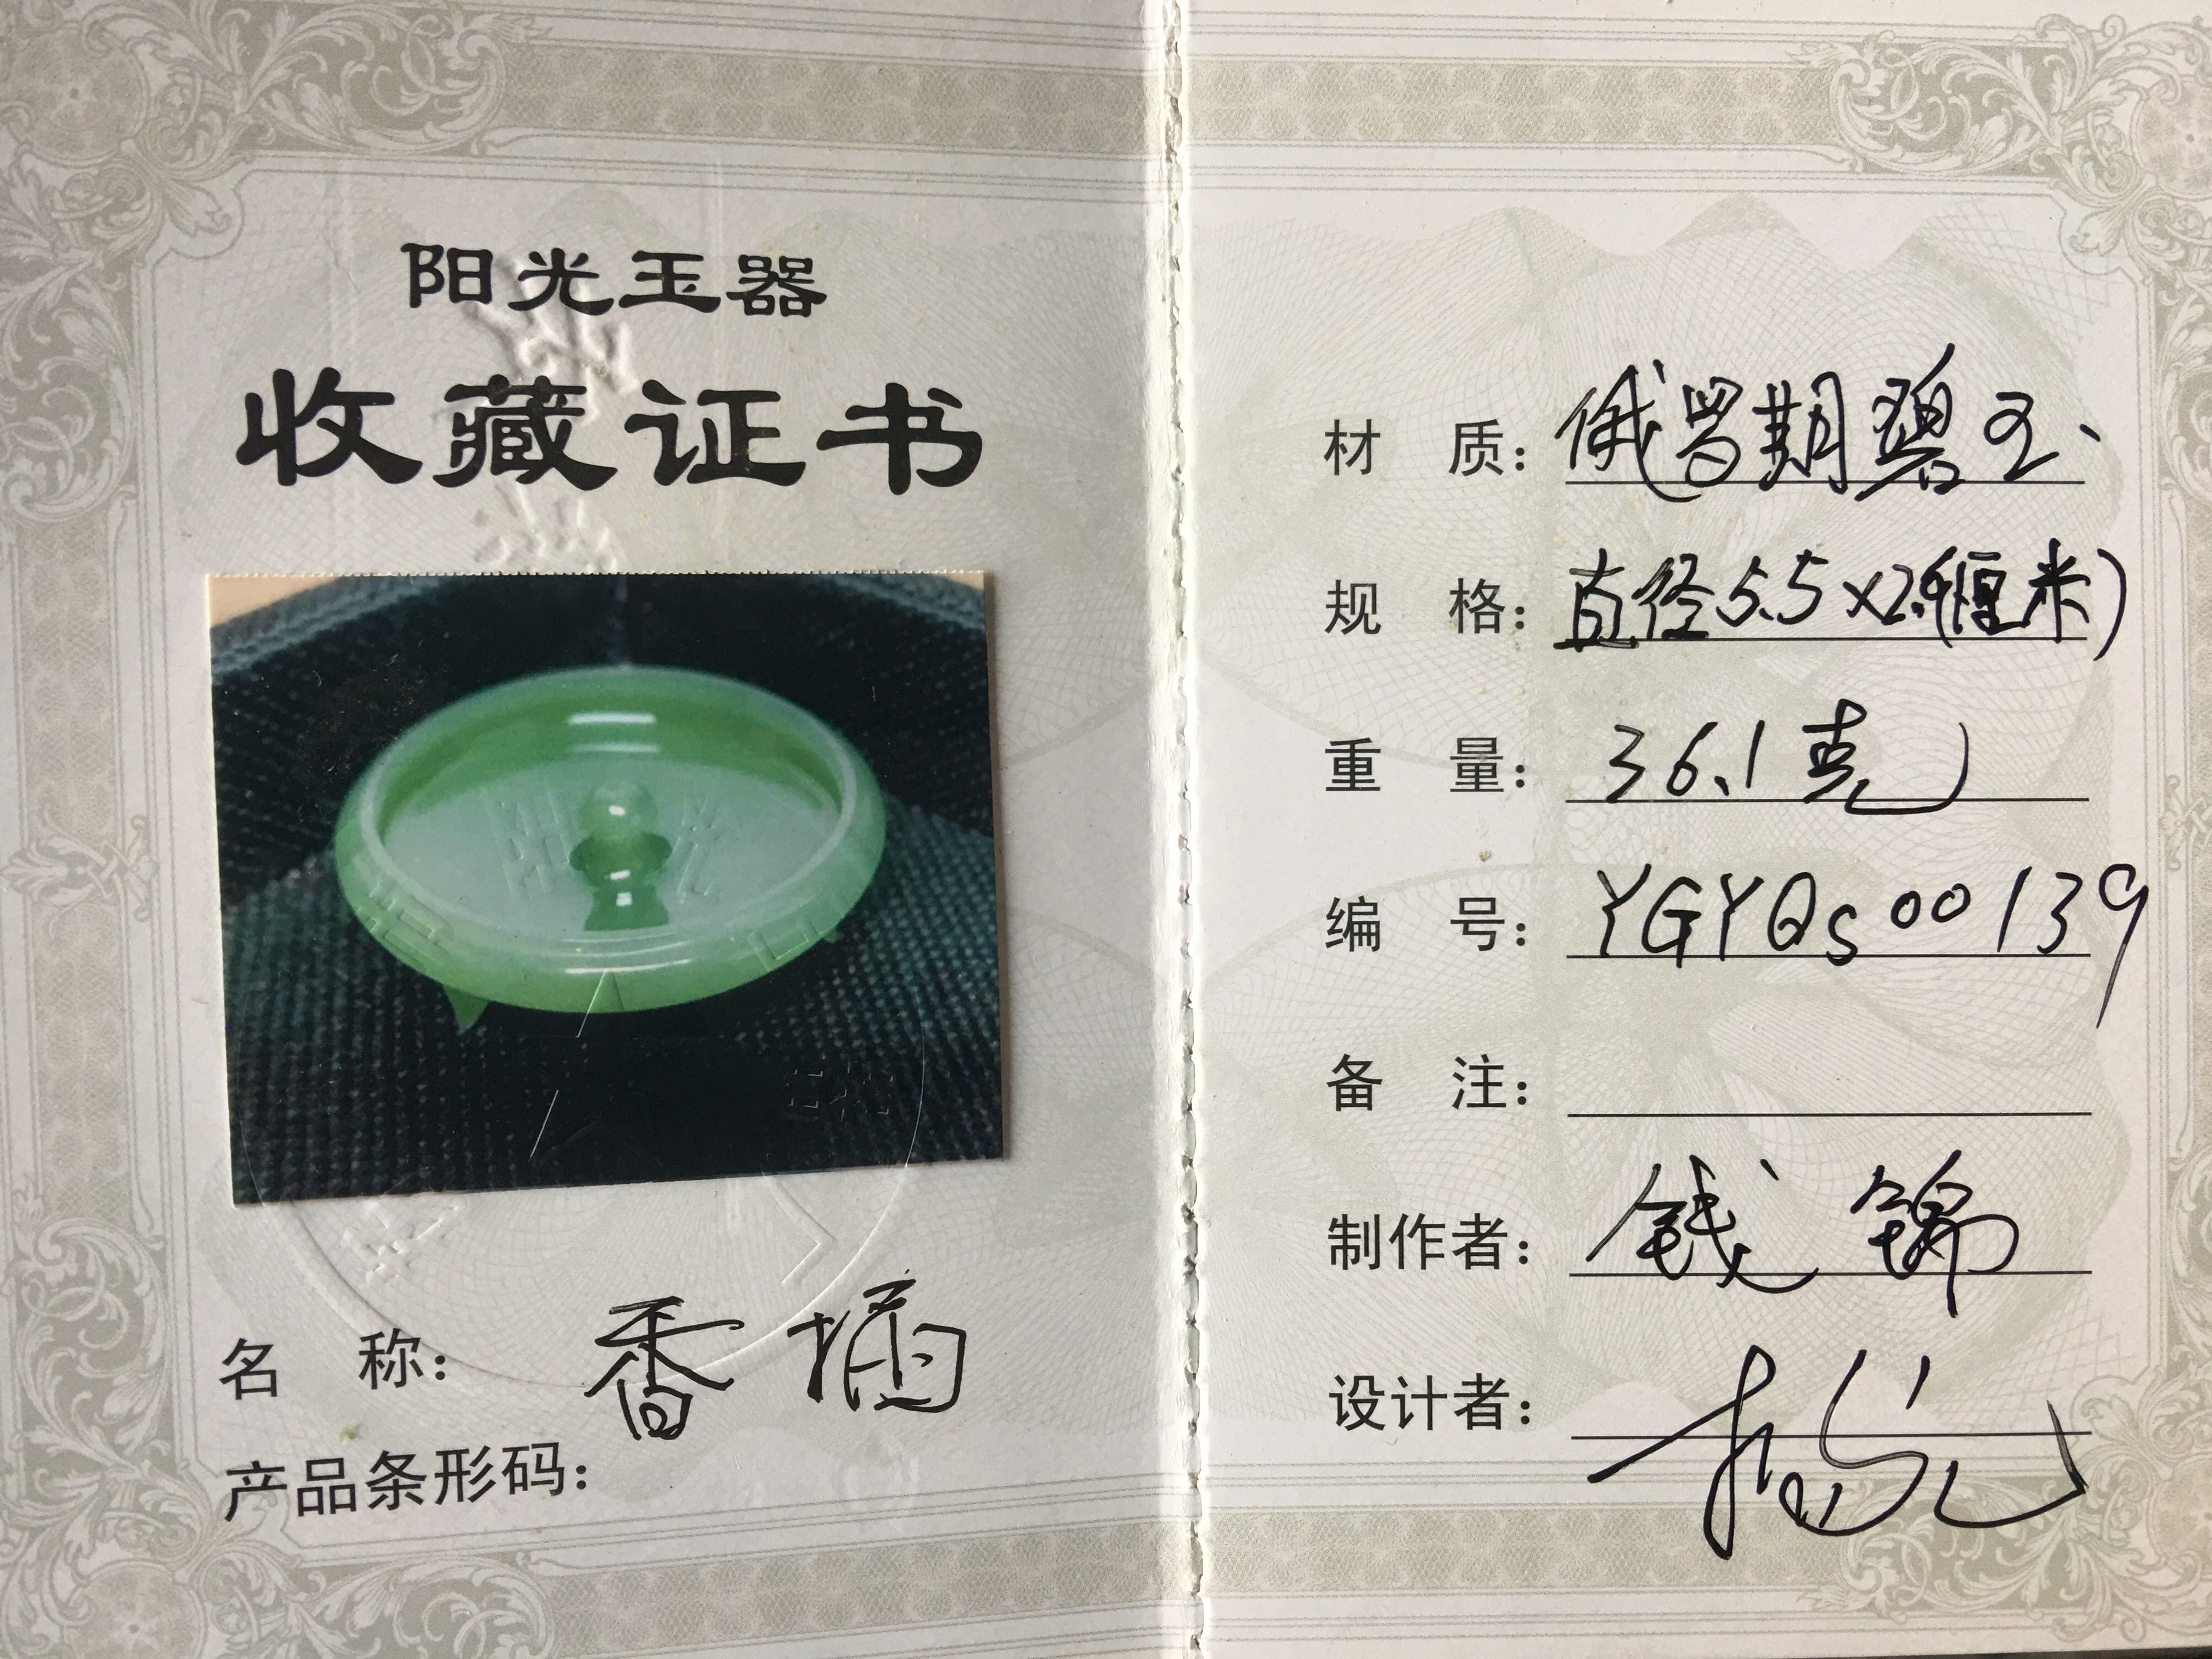 阳光玉器
收藏证书
名 称: 香插
产品条形码:
材 质: 俄罗期碧玉
规 格: 直径5.5×2.9(厘米)
重 量: 36.1克
编 号: YGYQS00139
备 注:
制作者: 钱锦
设计者: